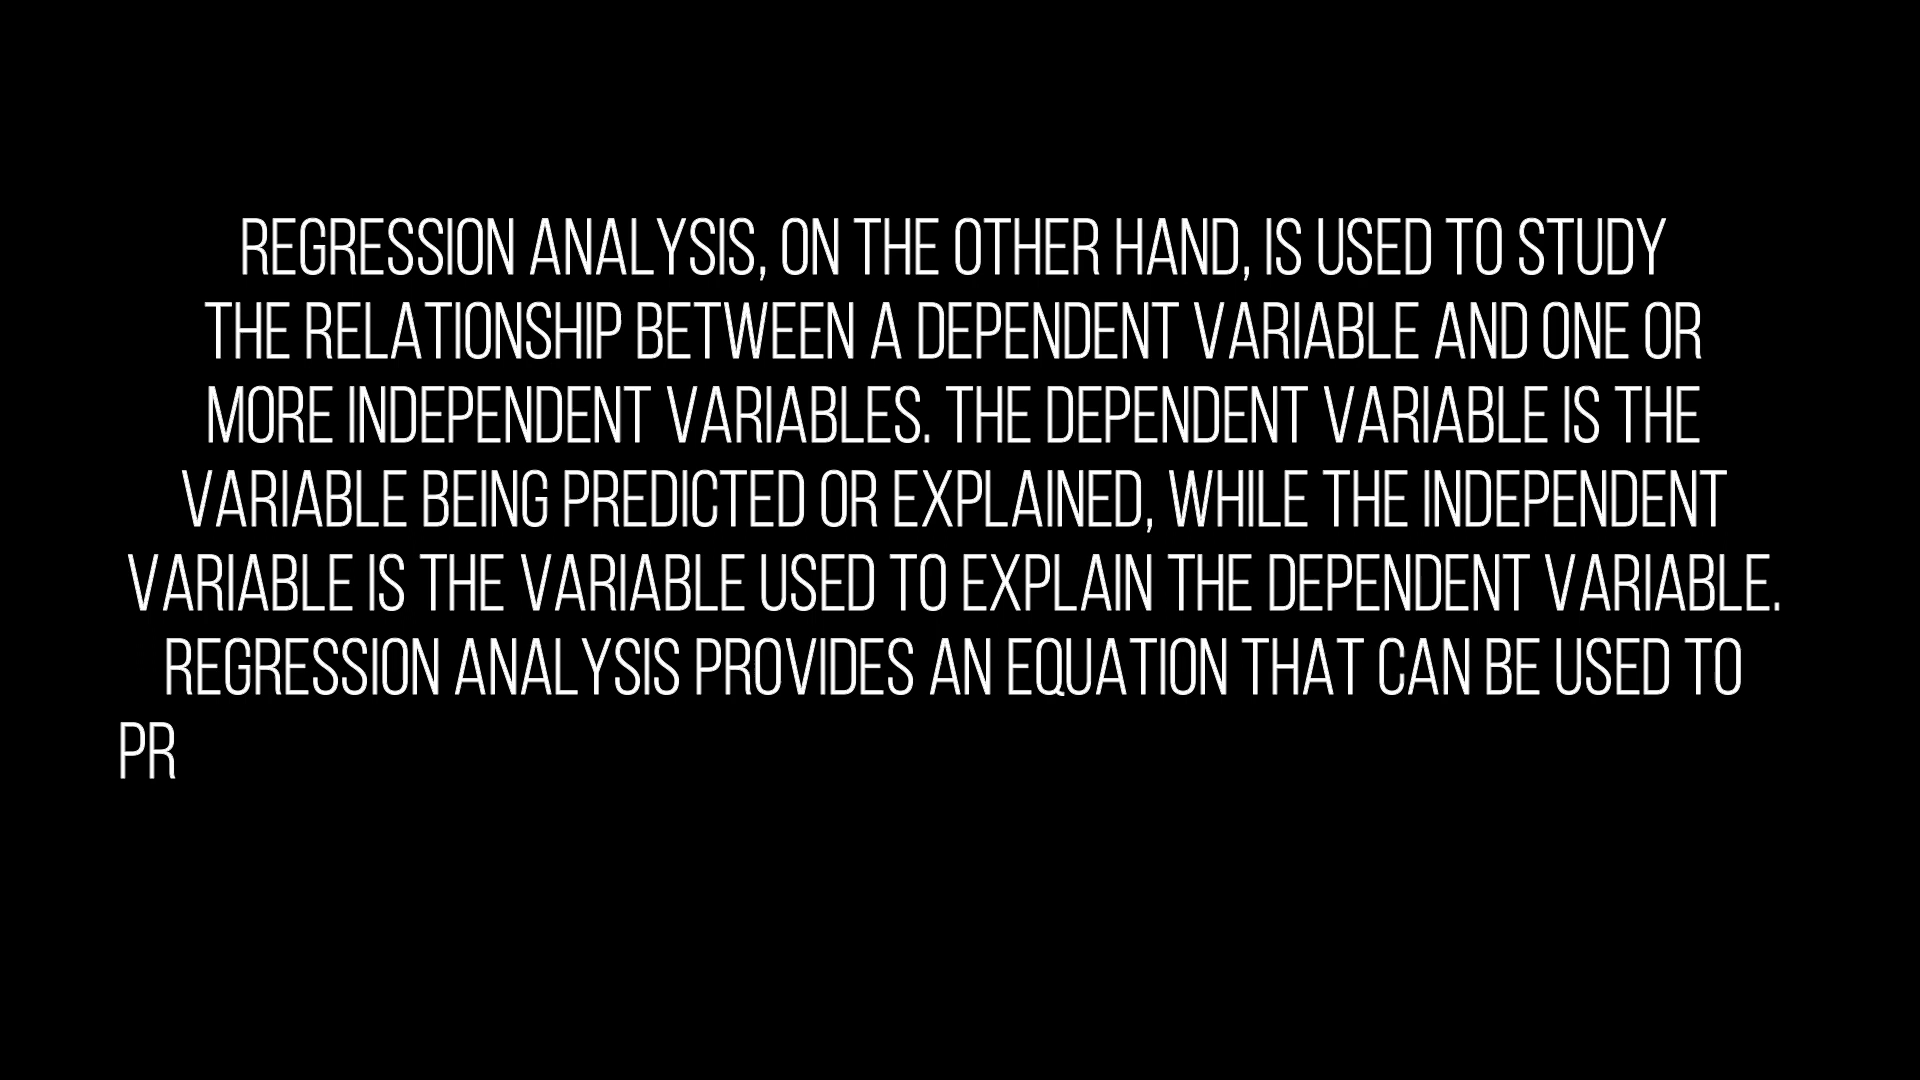 REGRESSION ANALYSIS, ON THE OTHER HAND, IS USED TO STUDY
THE RELATIONSHIP BETWEEN A DEPENDENT VARIABLE AND ONE OR
MORE INDEPENDENT VARIABLES. THE DEPENDENT VARIABLE IS THE
VARIABLE BEING PREDICTED OR EXPLAINED, WHILE THE INDEPENDENT
VARIABLE IS THE VARIABLE USED TO EXPLAIN THE DEPENDENT VARIABLE.
REGRESSION ANALYSIS PROVIDES AN EQUATION THAT CAN BE USED TO
PR